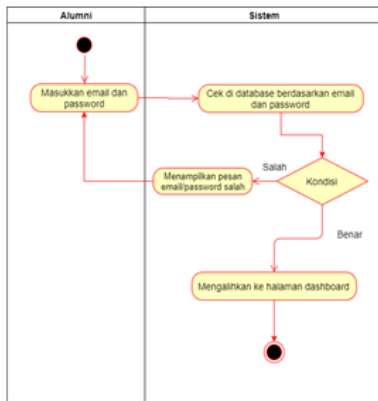 Alumni
Sistem
Masukkan email dan
password
Cek di database berdasarkan email
dan password
Salah
Kondisi
Menampilkan pesan
email/password salah
Benar
Mengalihkan ke halaman dashboard